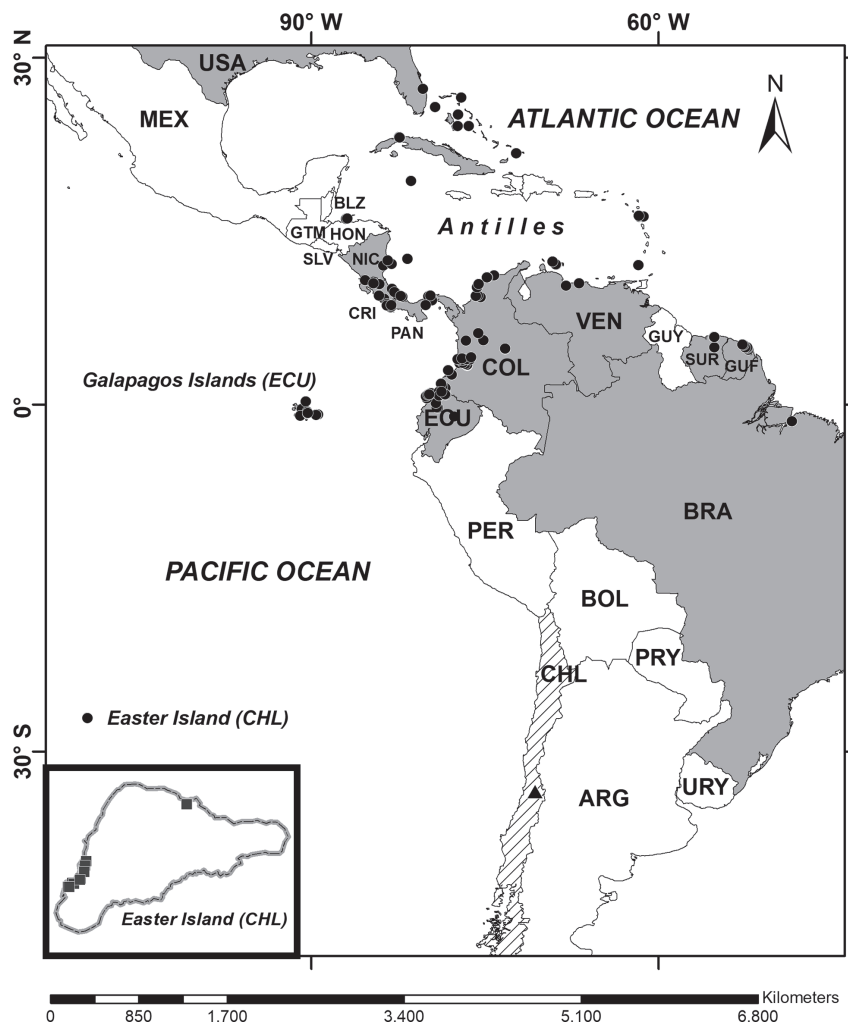 90° W 60° W
30° N
USA
MEX
ATLANTIC OCEAN
N
BLZ
GTM HON
Antilles
SLV NIC
CRI
PAN
VEN
GUY
SUR GUF
COL
Galapagos Islands (ECU)
0°
ECU
BRA
PER
PACIFIC OCEAN
BOL
PRY
CHL
Easter Island (CHL)
30° S
ARG
URY
Easter Island (CHL)
Kilometers
0 850 1.700 3.400 5.100 6.800